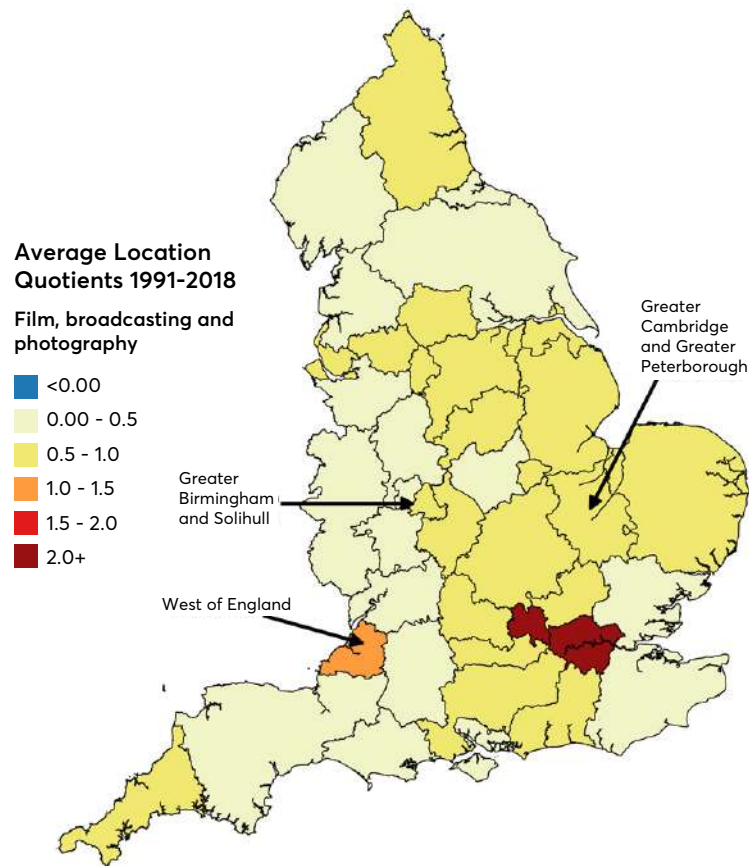 Average Location
Quotients 1991-2018
Film, broadcasting and
photography
<0.00
0.00 - 0.5
0.5 - 1.0
1.0 - 1.5
1.5 - 2.0
2.0+
Greater
Cambridge
and Greater
Peterborough
Greater
Birmingham
and Solihull
West of England